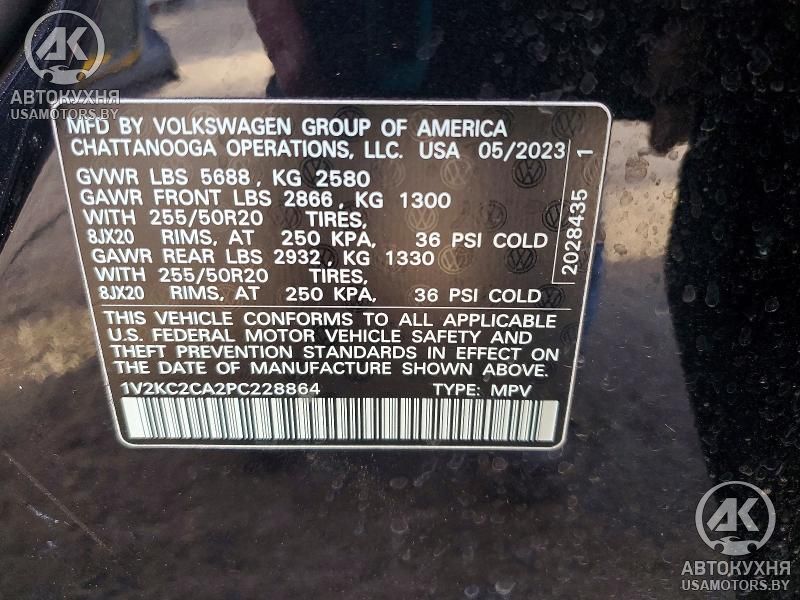 AK
АВТОКУХНЯ
USAMOTORS.BY
MFD BY VOLKSWAGEN GROUP OF AMERICA
CHATTANOOGA OPERATIONS, LLC. USA 05/2023
GVWR LBS 5688, KG 2580
GAWR FRONT LBS 2866, KG 1300
WITH 255/50R20 TIRES,
8JX20 RIMS, AT 250 KPA, 36 PSI COLD
GAWR REAR LBS 2932, KG 1330
WITH 255/50R20 TIRES,
8JX20 RIMS, AT 250 KPA, 36 PSI COLD
2028435 1
THIS VEHICLE CONFORMS TO ALL APPLICABLE
U.S. FEDERAL MOTOR VEHICLE SAFETY AND
THEFT PREVENTION STANDARDS IN EFFECT ON
THE DATE OF MANUFACTURE SHOWN ABOVE.
1V2KC2CA2PC228864 TYPE: MPV
AK
АВТОКУХНЯ
USAMOTORS.BY